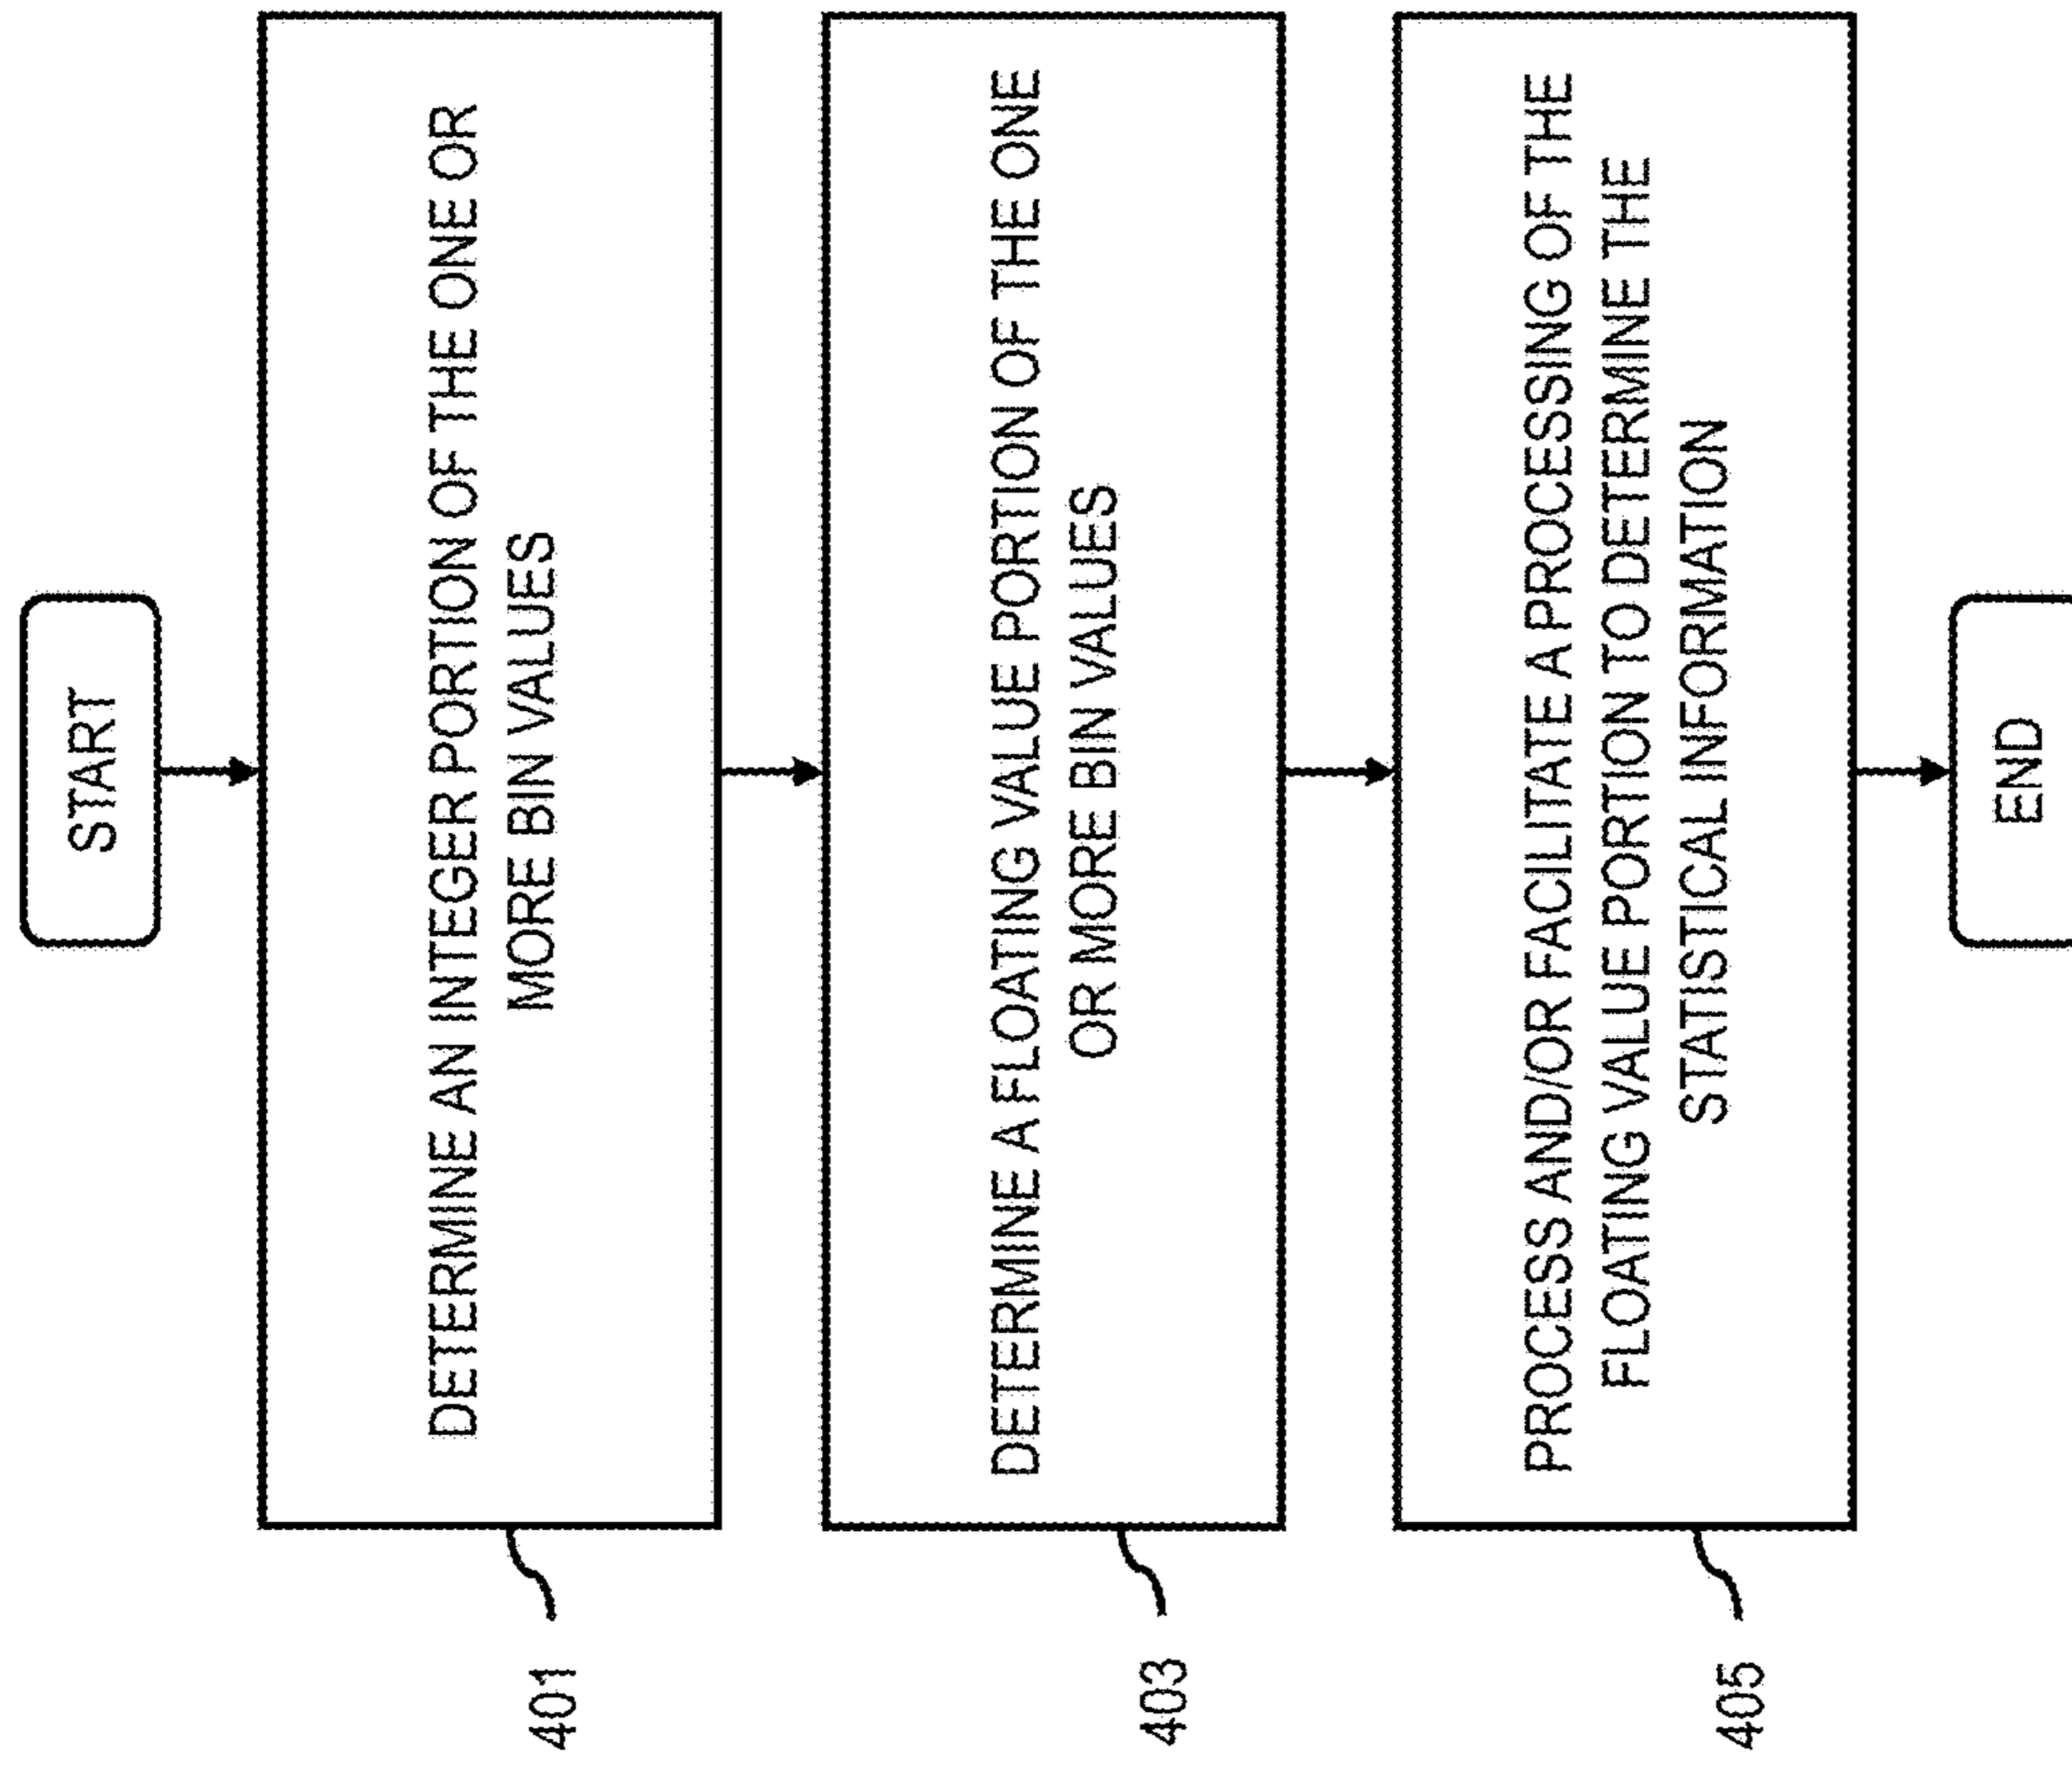 START
DETERMINE AN INTEGER PORTION OF THE ONE OR
MORE BIN VALUES
401
DETERMINE A FLOATING VALUE PORTION OF THE ONE
OR MORE BIN VALUES
403
PROCESS AND/OR FACILITATE A PROCESSING OF THE
FLOATING VALUE PORTION TO DETERMINE THE
STATISTICAL INFORMATION
405
END